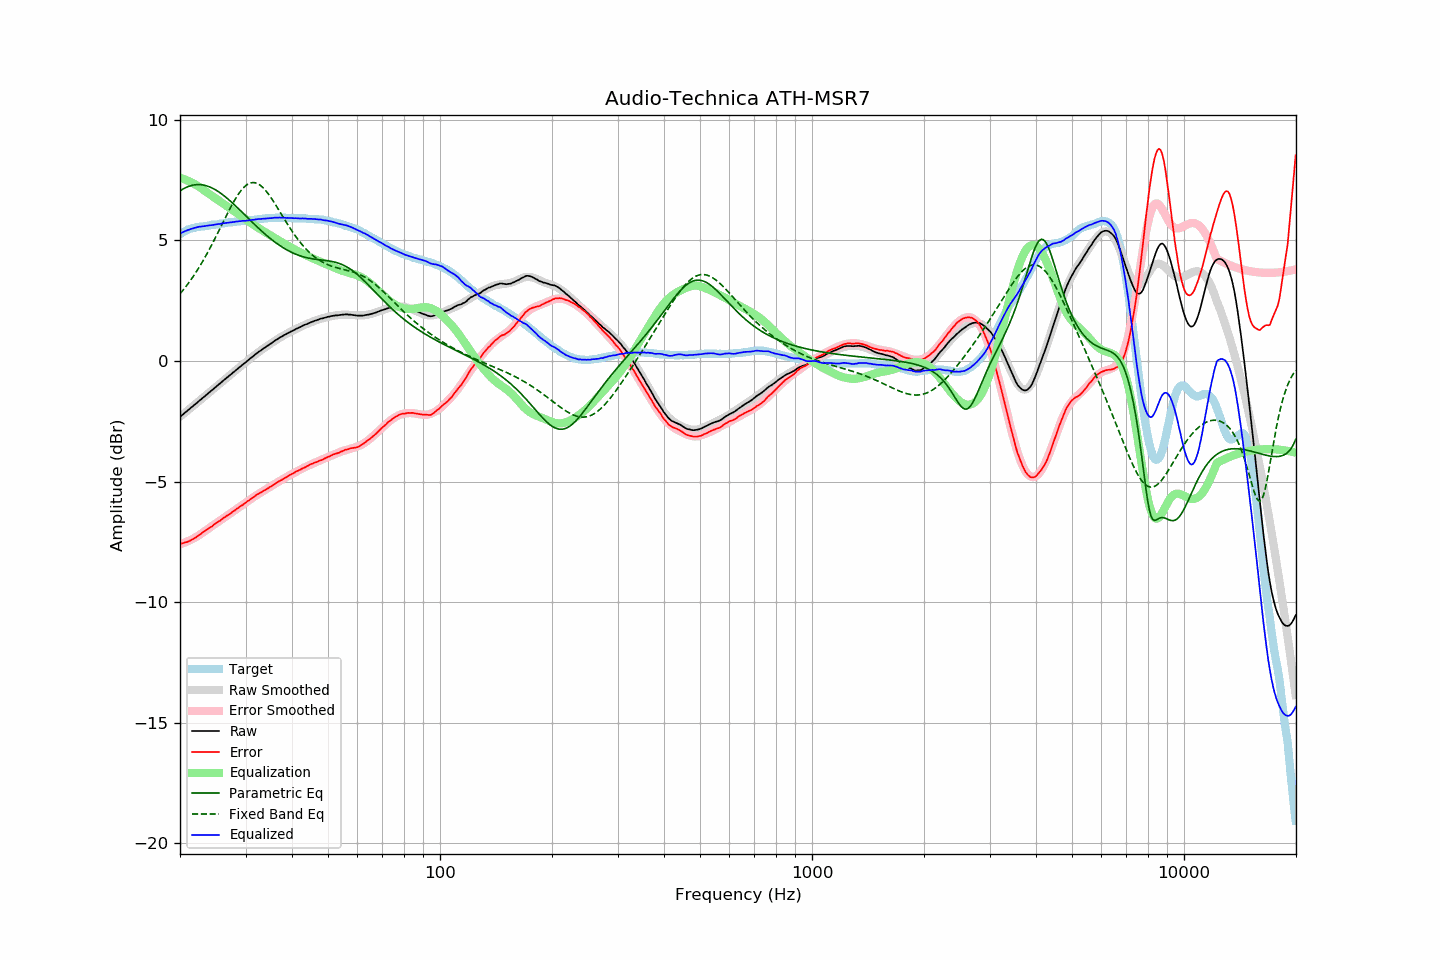 Audio-Technica ATH-MSR7
10
5
0
−5
−10
−15
−20
Amplitude (dBr)
Target
Raw Smoothed
Error Smoothed
Raw
Error
Equalization
Parametric Eq
Fixed Band Eq
Equalized
100
1000
10000
Frequency (Hz)